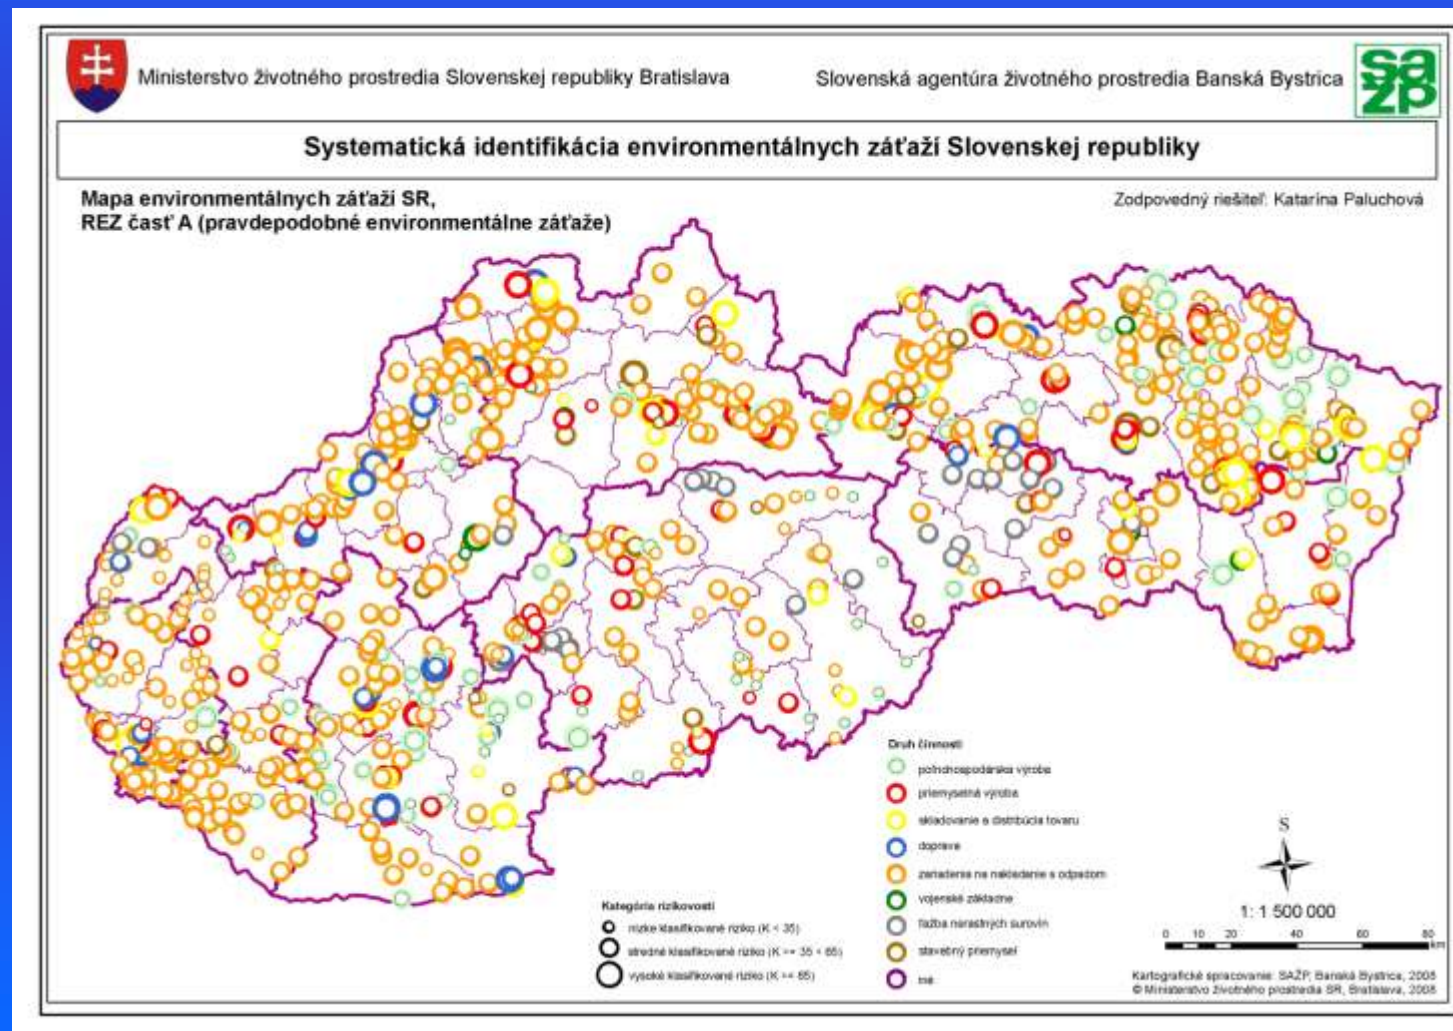 Ministerstvo životného prostredia Slovenskej republiky Bratislava
Slovenská agentúra životného prostredia Banská Bystrica
sažp
Systematická identifikácia environmentálnych záťaží Slovenskej republiky
Mapa environmentálnych záťaží SR,
REZ časť A (pravdepodobné environmentálne záťaže)
Zodpovedný riešiteľ: Katarína Paluchová
Druh činnosti
poľnohospodárska výroba
priemyselná výroba
skladovanie a distribúcia tovaru
doprava
zariadenia na nakladanie s odpadom
vojenské základne
ťažba nerastných surovín
stavebný priemysel
iné
Kategória rizikovosti
nízke klasifikované riziko (K < 35)
stredné klasifikované riziko (K >= 35 < 65)
vysoké klasifikované riziko (K >= 65)
S
1: 1 500 000
0 10 20 40 60 80
km
Kartografické spracovanie: SAŽP, Banská Bystrica, 2008
© Ministerstvo životného prostredia SR, Bratislava, 2008